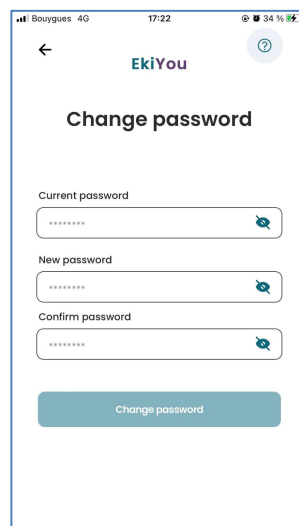 Bouygues 4G 17:22 34 %
?
EkiYou
Change password
Current password
********
New password
********
Confirm password
********
Change password